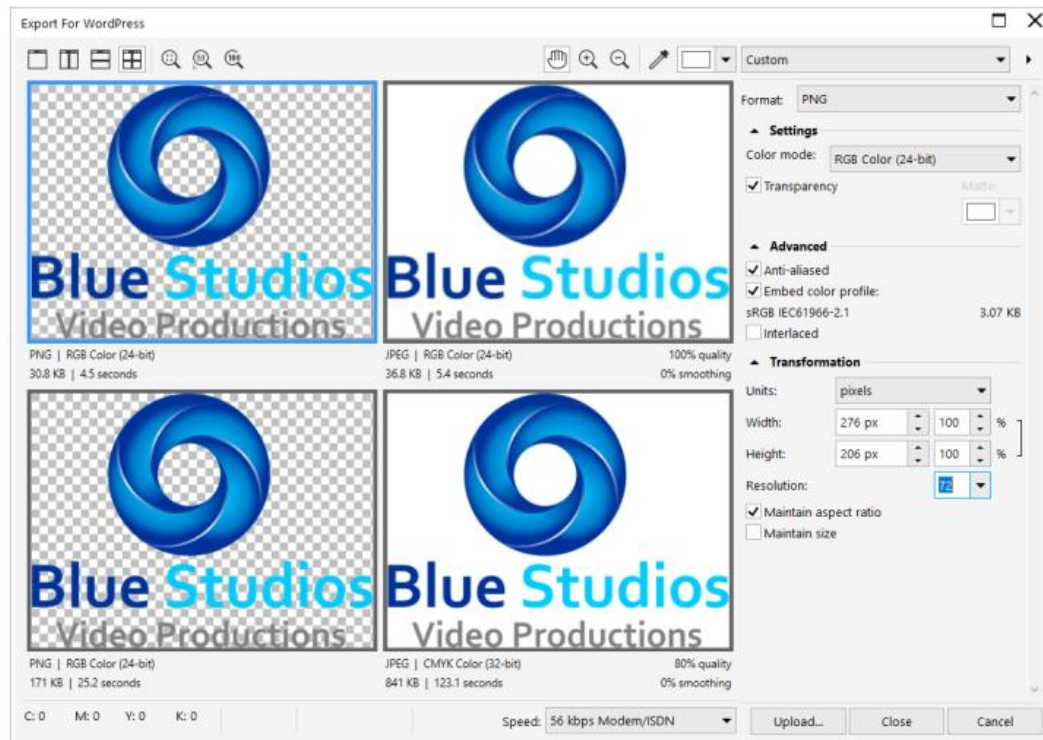 Export For WordPress
Custom
Format: PNG
Settings
Color mode: RGB Color (24-bit)
Transparency
Matte:
Advanced
Anti-aliased
Embed color profile:
sRGB IEC61966-2.1 3.07 KB
Interlaced
Transformation
Units: pixels
Width: 276 px 100 %
Height: 206 px 100 %
Resolution: 72
Maintain aspect ratio
Maintain size
Blue Studios
Video Productions
PNG | RGB Color (24-bit)
30.8 KB | 4.5 seconds
Blue Studios
Video Productions
JPEG | RGB Color (24-bit) 100% quality
36.8 KB | 5.4 seconds 0% smoothing
Blue Studios
Video Productions
PNG | RGB Color (24-bit)
171 KB | 25.2 seconds
Blue Studios
Video Productions
JPEG | CMYK Color (32-bit) 80% quality
841 KB | 123.1 seconds 0% smoothing
C: 0 M: 0 Y: 0 K: 0
Speed: 56 kbps Modem/ISDN
Upload... Close Cancel